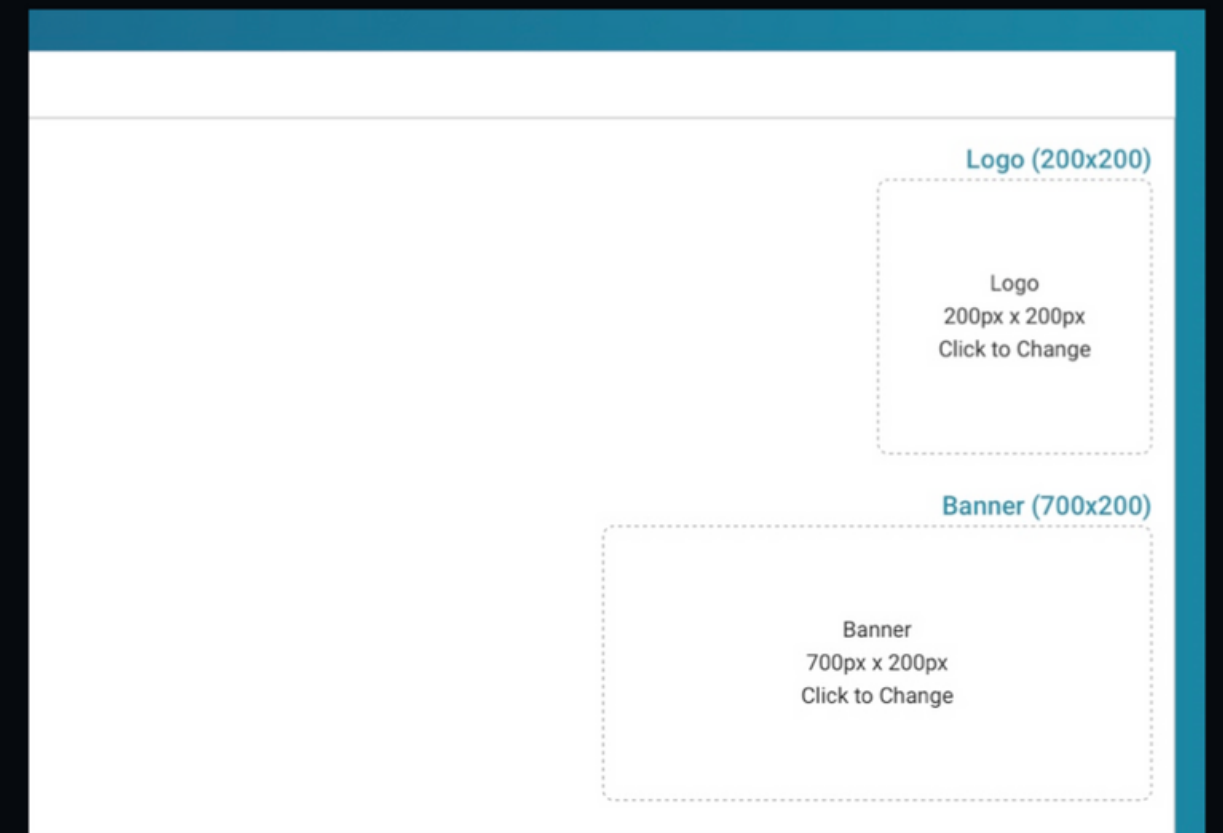 Logo (200x200)
Logo
200px x 200px
Click to Change
Banner (700x200)
Banner
700px x 200px
Click to Change